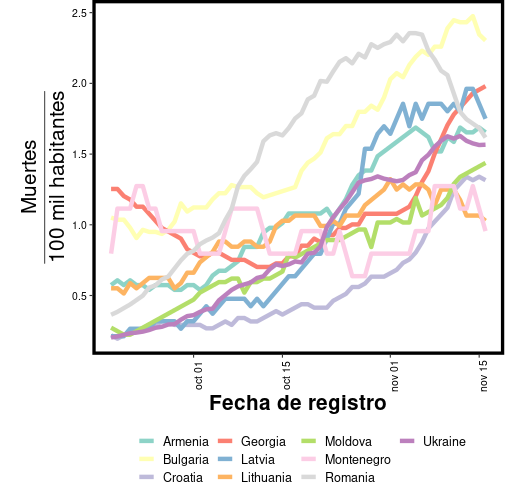 2.5
2.0
1.5
1.0
0.5
Muertes
100 mil habitantes
oct 01
oct 15
nov 01
nov 15
Fecha de registro
Armenia Georgia Moldova Ukraine
Bulgaria Latvia Montenegro
Croatia Lithuania Romania